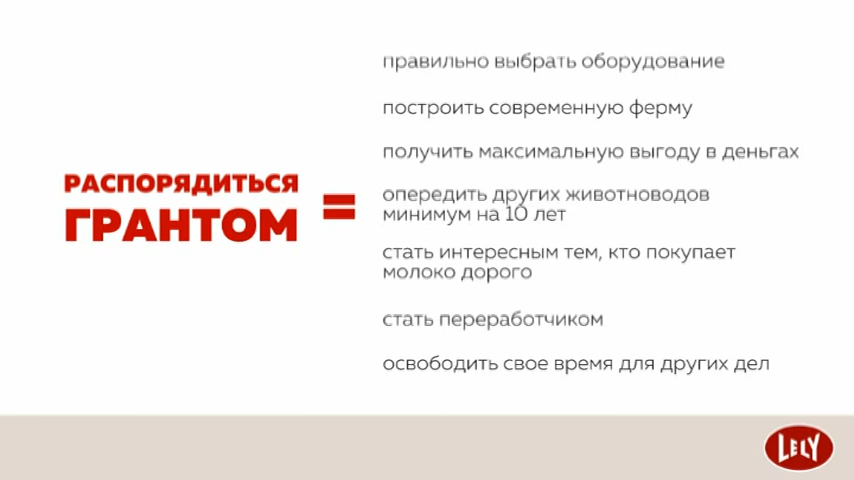 РАСПОРЯДИТЬСЯ
ГРАНТОМ
=
правильно выбрать оборудование
построить современную ферму
получить максимальную выгоду в деньгах
опередить других животноводов
минимум на 10 лет
стать интересным тем, кто покупает
молоко дорого
стать переработчиком
освободить свое время для других дел
LELY